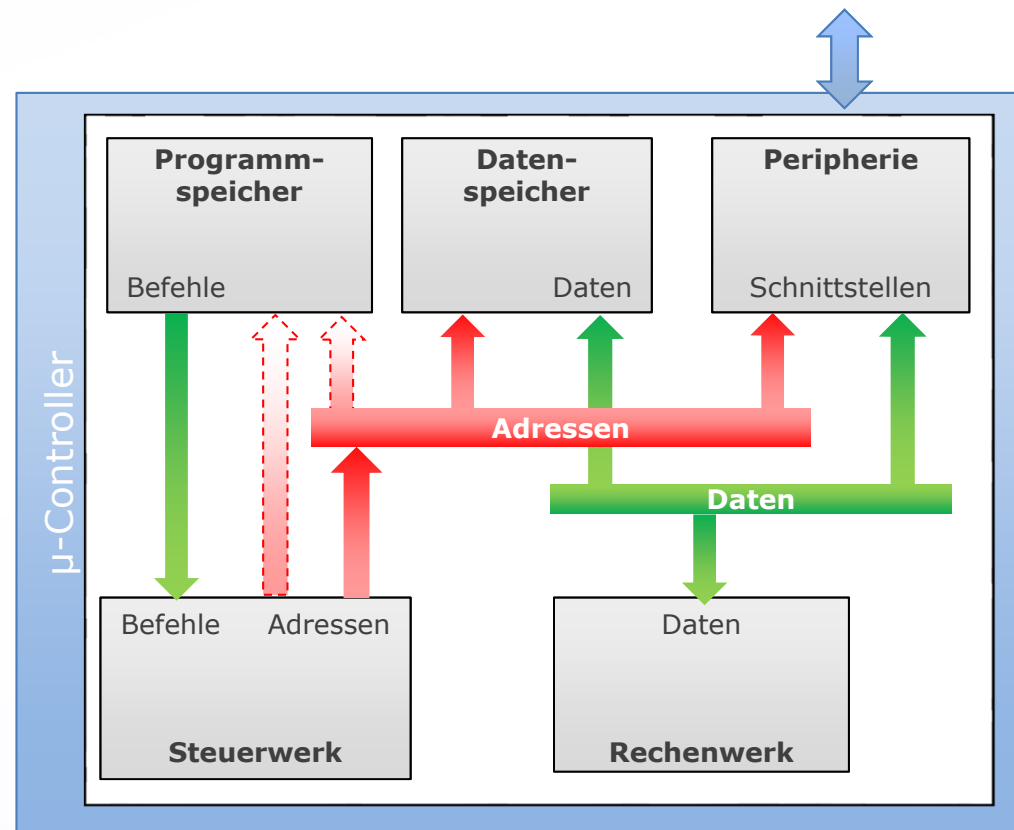 Programm-
speicher
Befehle
Daten-
speicher
Daten
Peripherie
Schnittstellen
µ-Controller
Adressen
Daten
Befehle Adressen
Steuerwerk
Daten
Rechenwerk